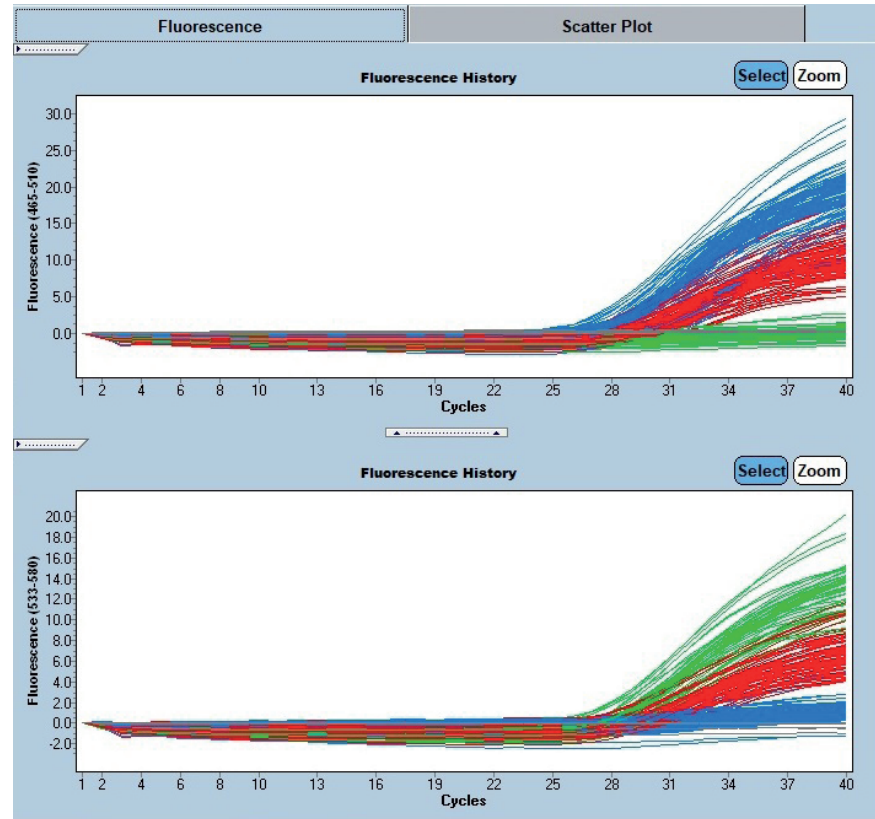 Fluorescence Scatter Plot
Fluorescence History
Select Zoom
Fluorescence (465-510)
30.0
25.0
20.0
15.0
10.0
5.0
0.0
1 2 4 6 8 10 13 16 19 22 25 28 31 34 37 40
Cycles
Fluorescence History
Select Zoom
Fluorescence (533-580)
20.0
18.0
16.0
14.0
12.0
10.0
8.0
6.0
4.0
2.0
0.0
-2.0
1 2 4 6 8 10 13 16 19 22 25 28 31 34 37 40
Cycles